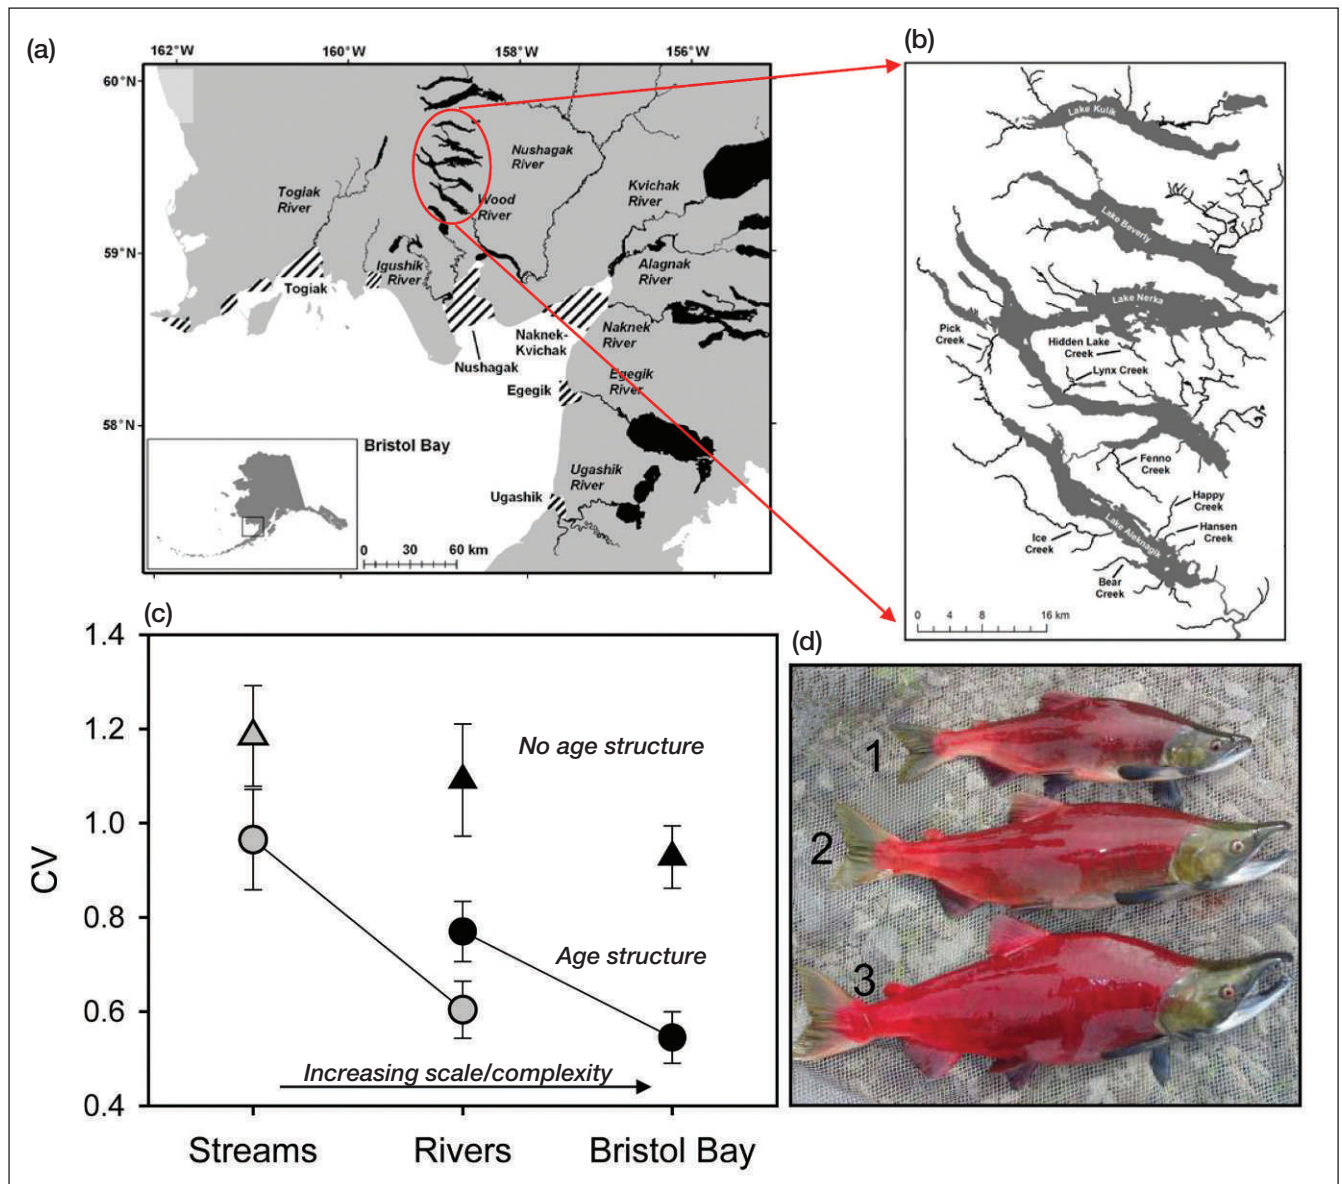 (a)
162°W
160°W
158°W
156°W
60°N
59°N
58°N
Togiak
River
Nushagak
River
Wood
River
Kvichak
River
Igushik
River
Alagnak
River
Togiak
Nushagak
Naknek-
Kvichak
Naknek
River
Egegik
Egegik
River
Bristol Bay
Ugashik
River
Ugashik
0 30 60 km
(b)
Lake Kulik
Lake Beverly
Lake Nerka
Pick
Creek
Hidden Lake
Creek
Lynx Creek
Fenno
Creek
Happy
Creek
Hansen
Creek
Lake Aleknagik
Ice
Creek
Bear
Creek
0 4 8 16 km
(c)
1.4
1.2
1.0
0.8
0.6
0.4
CV
No age structure
Age structure
Increasing scale/complexity
Streams
Rivers
Bristol Bay
(d)
1
2
3